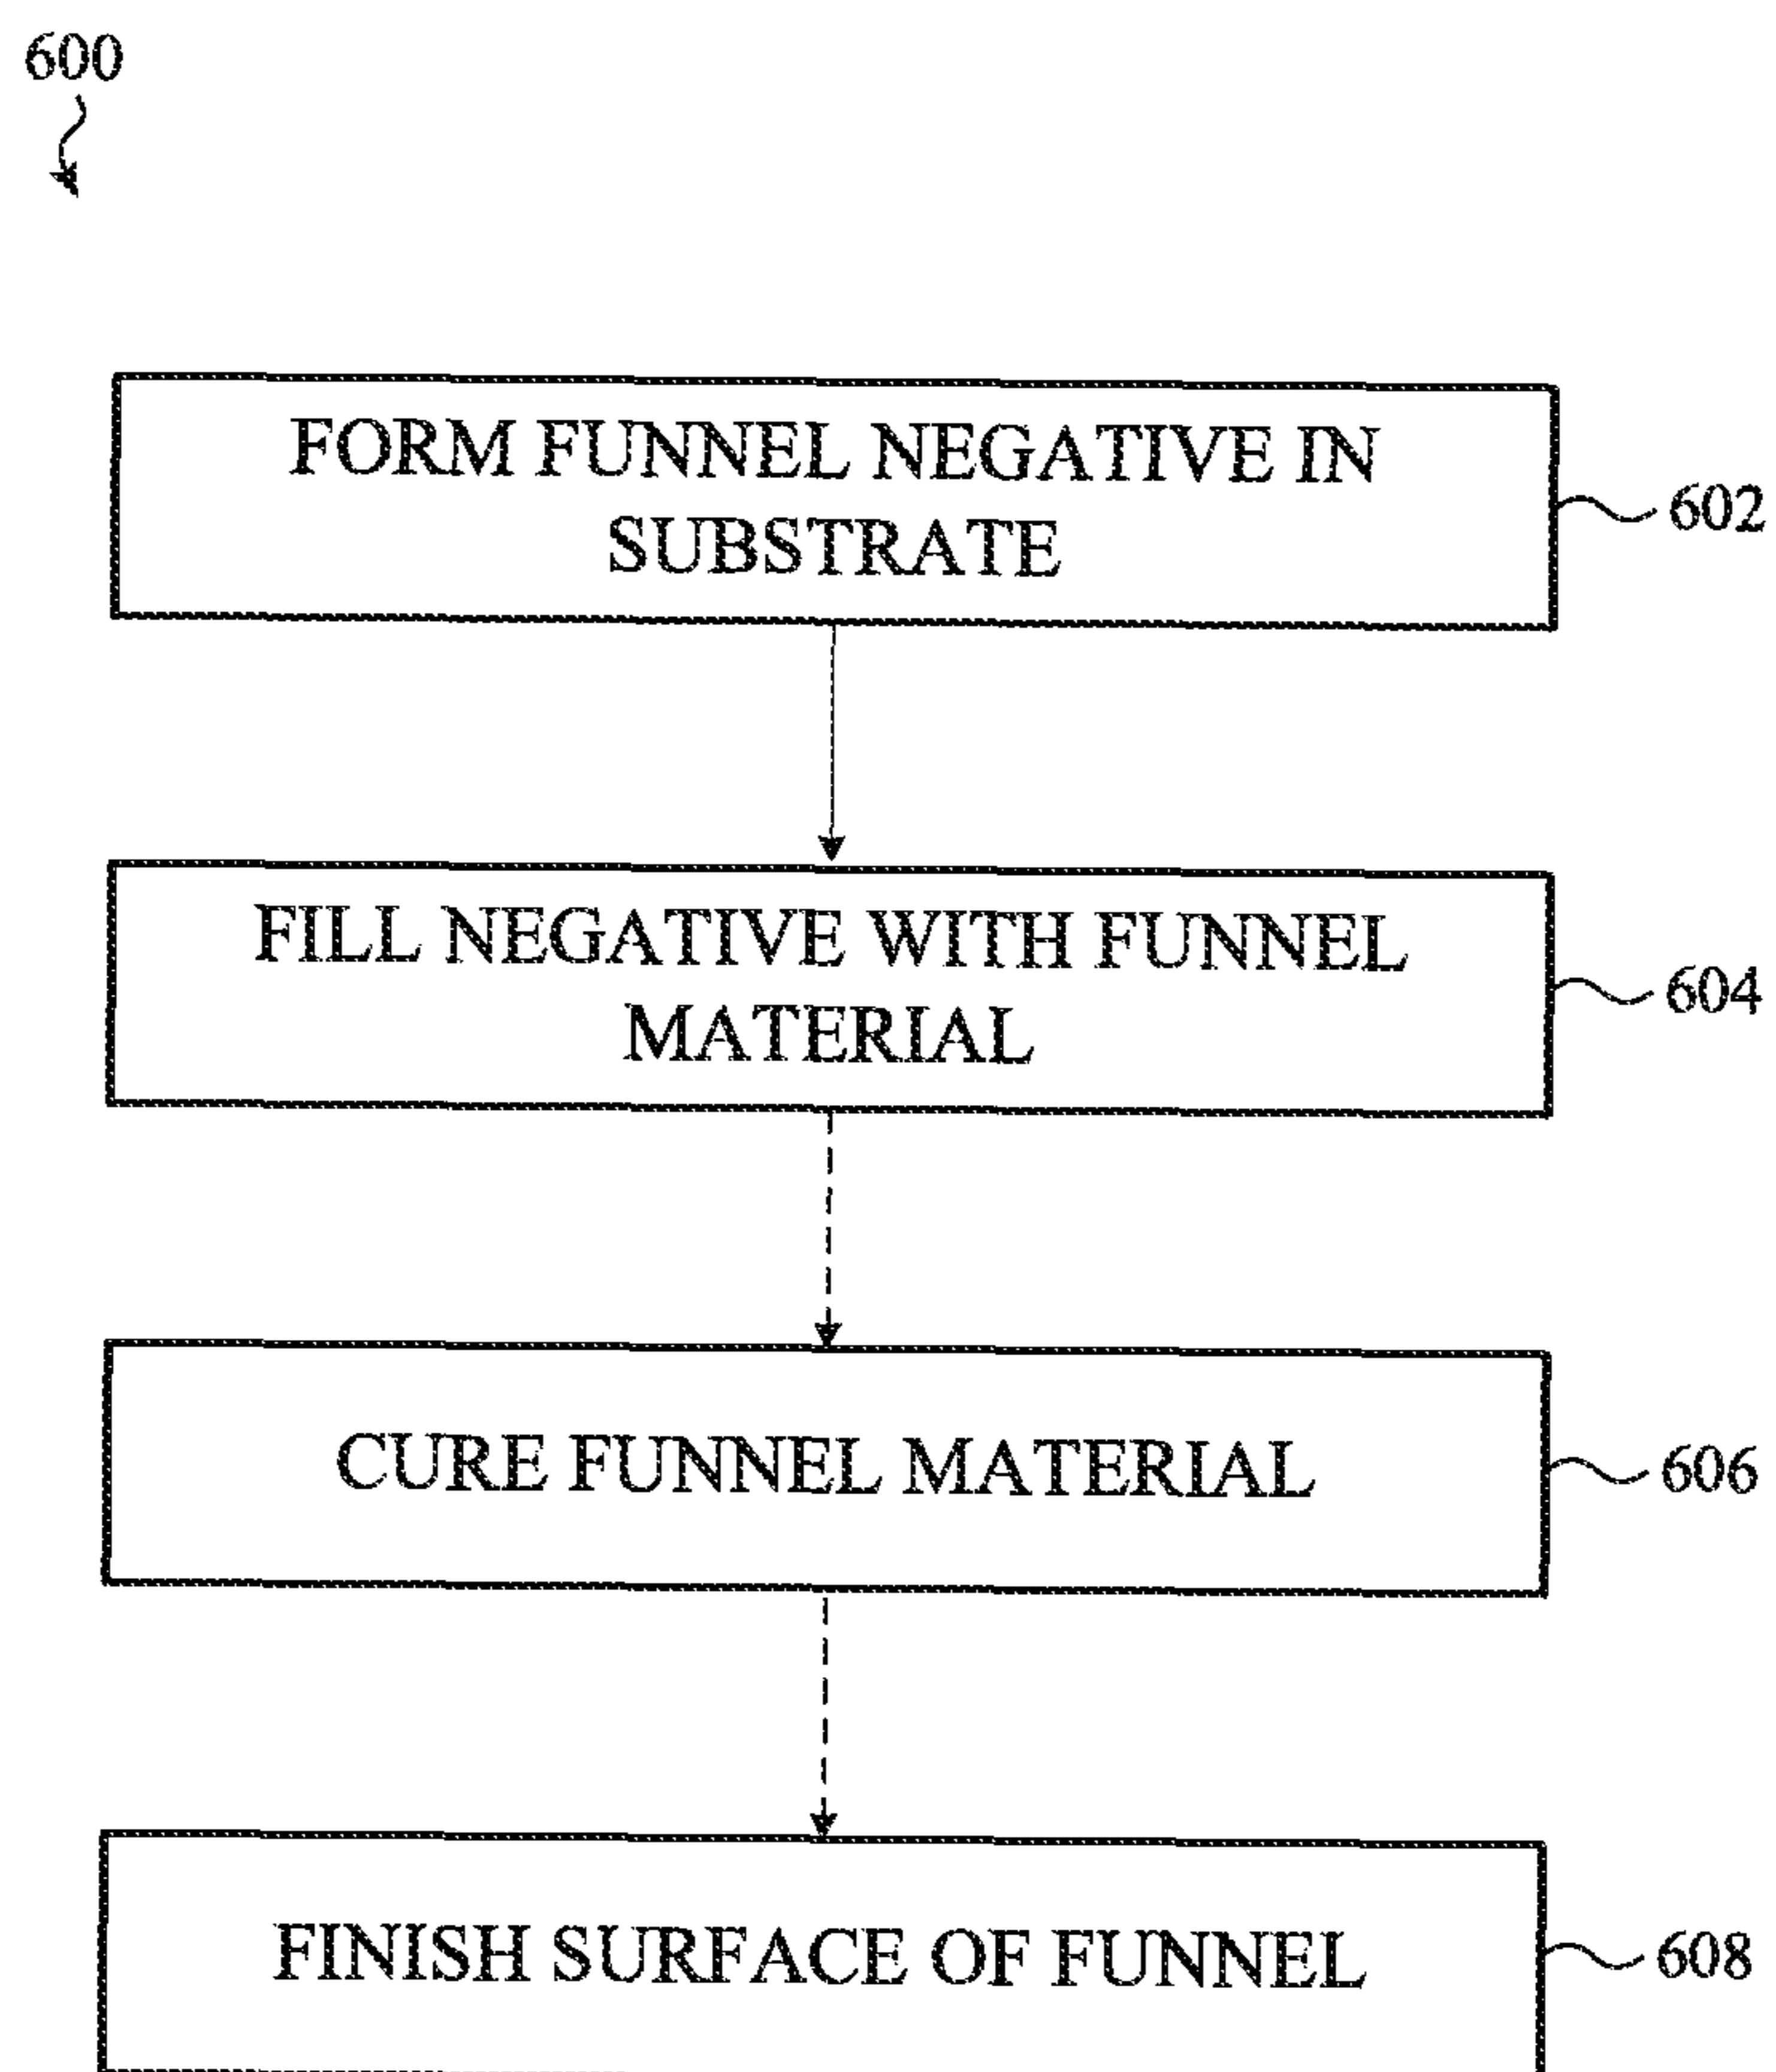 600
FORM FUNNEL NEGATIVE IN
SUBSTRATE
602
FILL NEGATIVE WITH FUNNEL
MATERIAL
604
CURE FUNNEL MATERIAL
606
FINISH SURFACE OF FUNNEL
608